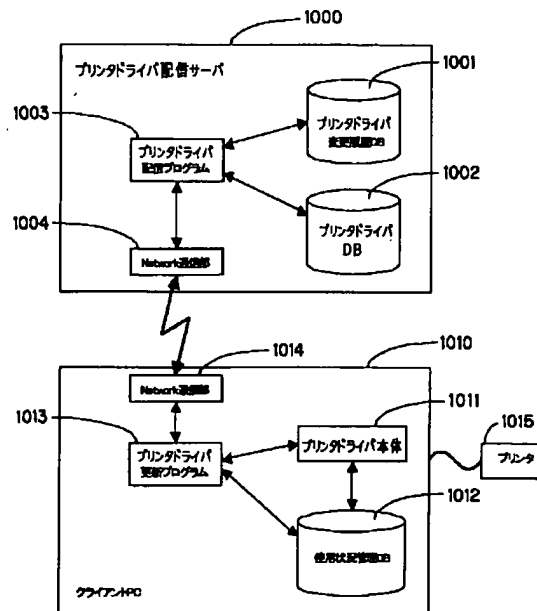 1000
プリンタドライバ配信サーバ
1001
プリンタドライバ
変更履歴DB
1003
プリンタドライバ
配信プログラム
1002
プリンタドライバ
DB
1004
Network通信部
1014
1010
Network通信部
1011
1015
1013
プリンタドライバ本体
プリンタ
プリンタドライバ
更新プログラム
1012
使用状況管理DB
クライアントPC